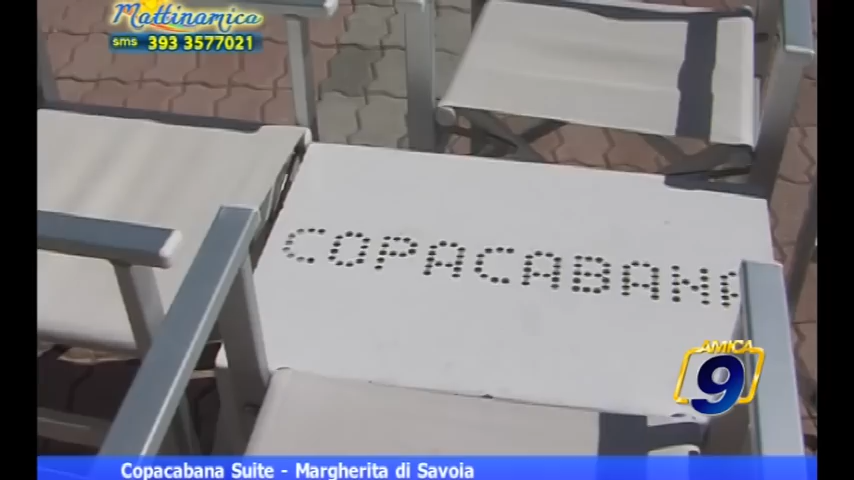 Mattinamica
sms 393 3577021
COPACABANA
AMICA
9
Copacabana Suite - Margherita di Savoia